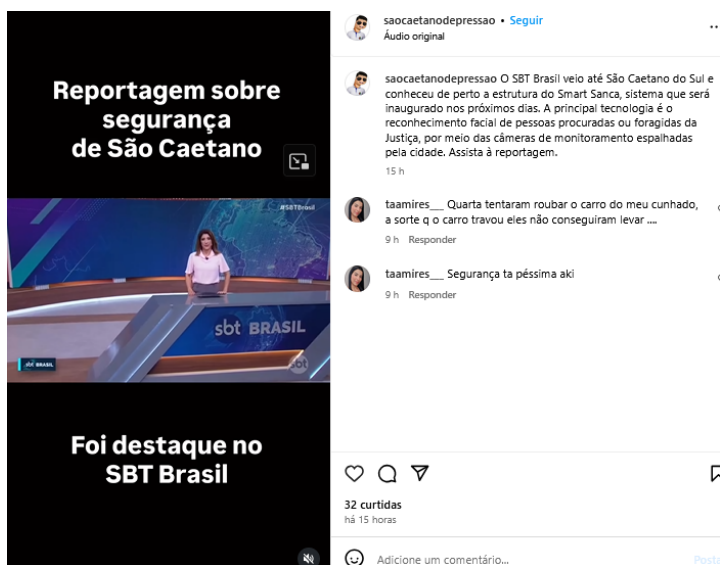 Reportagem sobre
segurança
de São Caetano
#SBTBrasil
sbt BRASIL
sbt BRASIL
sbt
Foi destaque no
SBT Brasil
saocaetanodepressao • Seguir
Áudio original
saocaetanodepressao O SBT Brasil veio até São Caetano do Sul e
conheceu de perto a estrutura do Smart Sanca, sistema que será
inaugurado nos próximos dias. A principal tecnologia é o
reconhecimento facial de pessoas procuradas ou foragidas da
Justiça, por meio das câmeras de monitoramento espalhadas
pela cidade. Assista à reportagem.
15 h
taamires___ Quarta tentaram roubar o carro do meu cunhado,
a sorte q o carro travou eles não conseguiram levar ....
9 h Responder
taamires___ Segurança ta péssima aki
9 h Responder
32 curtidas
há 15 horas
Adicione um comentário...